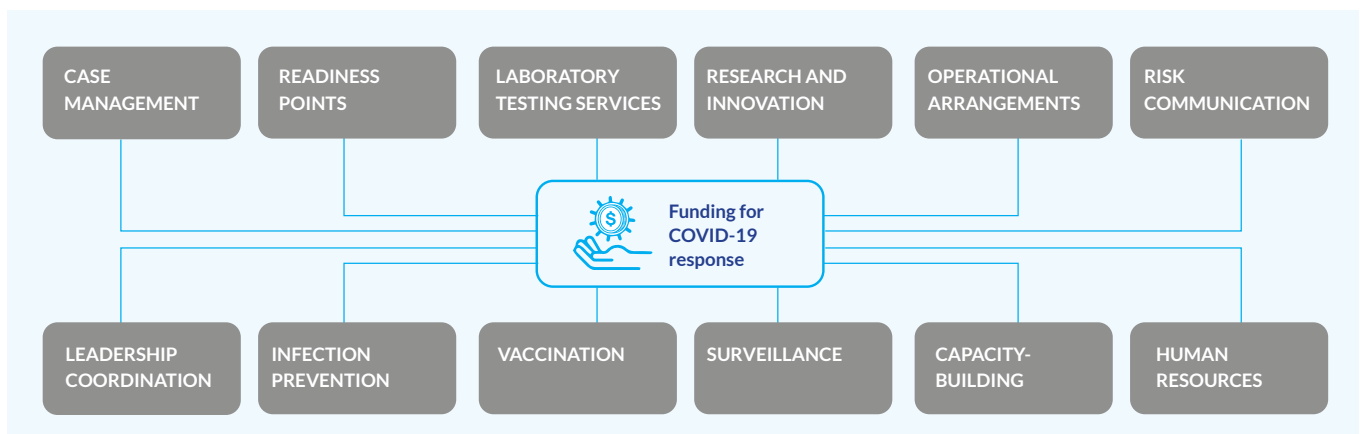 CASE
MANAGEMENT
READINESS
POINTS
LABORATORY
TESTING SERVICES
RESEARCH AND
INNOVATION
OPERATIONAL
ARRANGEMENTS
RISK
COMMUNICATION
$
Funding for
COVID-19
response
LEADERSHIP
COORDINATION
INFECTION
PREVENTION
VACCINATION
SURVEILLANCE
CAPACITY-
BUILDING
HUMAN
RESOURCES